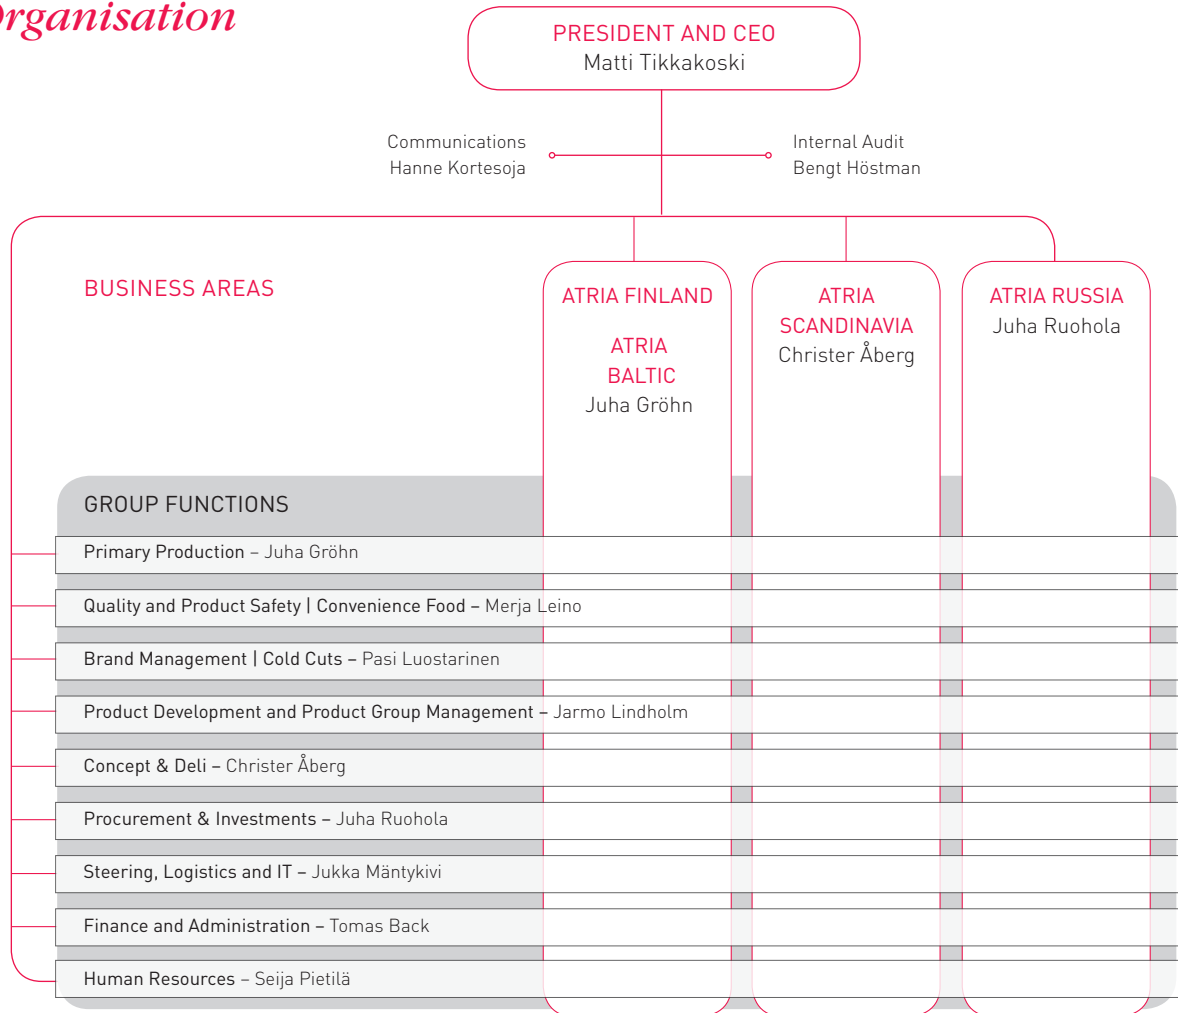 Organisation
PRESIDENT AND CEO
Matti Tikkakoski
Communications
Hanne Kortesoja
Internal Audit
Bengt Höstman
BUSINESS AREAS
ATRIA FINLAND
ATRIA
BALTIC
Juha Gröhn
ATRIA
SCANDINAVIA
Christer Åberg
ATRIA RUSSIA
Juha Ruohola
GROUP FUNCTIONS
Primary Production – Juha Gröhn
Quality and Product Safety | Convenience Food – Merja Leino
Brand Management | Cold Cuts – Pasi Luostarinen
Product Development and Product Group Management – Jarmo Lindholm
Concept & Deli – Christer Åberg
Procurement & Investments – Juha Ruohola
Steering, Logistics and IT – Jukka Mäntykivi
Finance and Administration – Tomas Back
Human Resources – Seija Pietilä